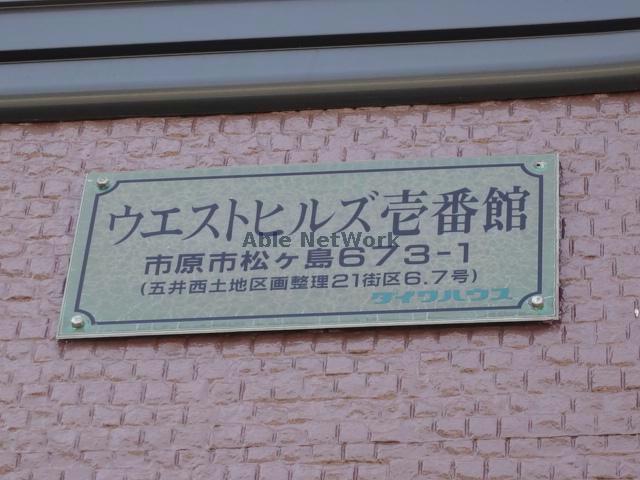 ウエストヒルズ壱番館
Able NetWork
市原市松ヶ島673-1
(五井西土地区画整理21街区6.7号)
ダイワハウス